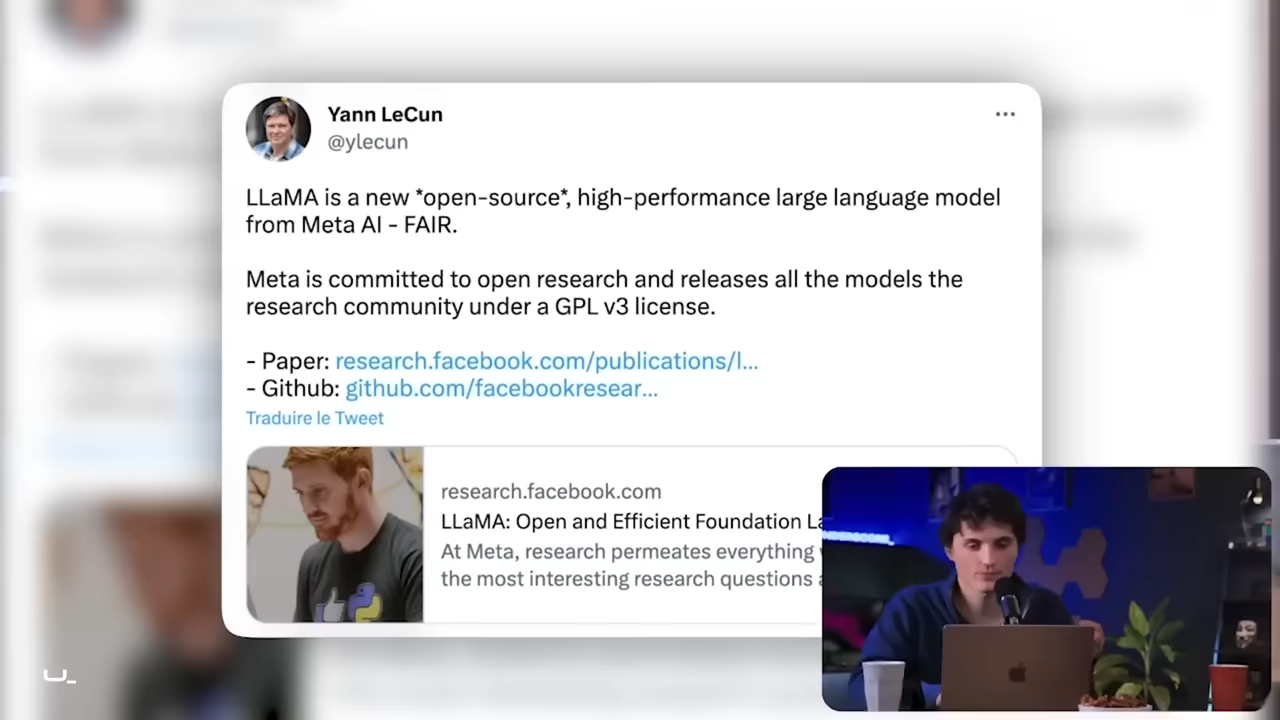 Yann LeCun
@ylecun
LLaMA is a new *open-source*, high-performance large language model
from Meta AI - FAIR.
Meta is committed to open research and releases all the models the
research community under a GPL v3 license.
- Paper: research.facebook.com/publications/l...
- Github: github.com/facebookresear...
Traduire le Tweet
research.facebook.com
LLaMA: Open and Efficient Foundation La
At Meta, research permeates everything
the most interesting research questions